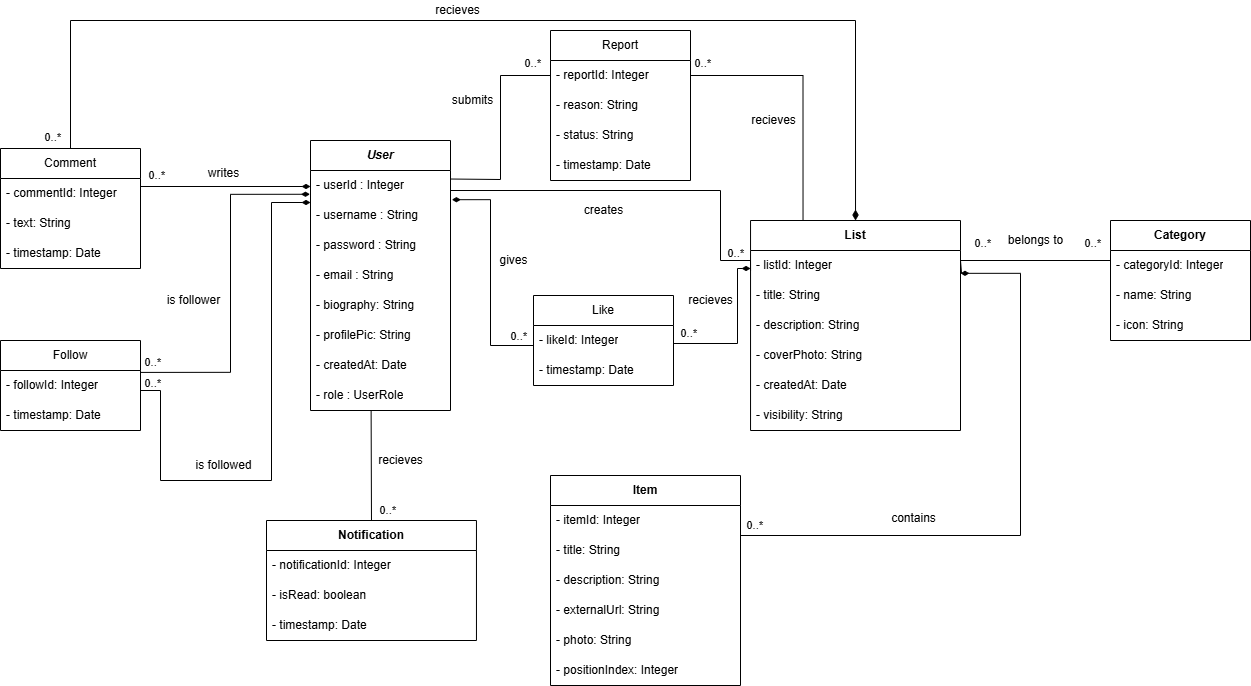 recieves
Report
0..*
0..*
- reportId: Integer
submits
- reason: String
recieves
- status: String
0..*
- timestamp: Date
Comment
0..*
writes
- commentId: Integer
- text: String
- timestamp: Date
User
- userId : Integer
- username : String
- password : String
- email : String
- biography: String
- profilePic: String
- createdAt: Date
- role : UserRole
creates
0..*
List
- listId: Integer
- title: String
- description: String
- coverPhoto: String
- createdAt: Date
- visibility: String
0..*
belongs to
0..*
Category
- categoryId: Integer
- name: String
- icon: String
gives
0..*
Like
- likeId: Integer
- timestamp: Date
recieves
0..*
is follower
0..*
Follow
0..*
- followId: Integer
- timestamp: Date
is followed
recieves
0..*
Notification
- notificationId: Integer
- isRead: boolean
- timestamp: Date
Item
- itemId: Integer
- title: String
- description: String
- externalUrl: String
- photo: String
- positionIndex: Integer
0..*
contains